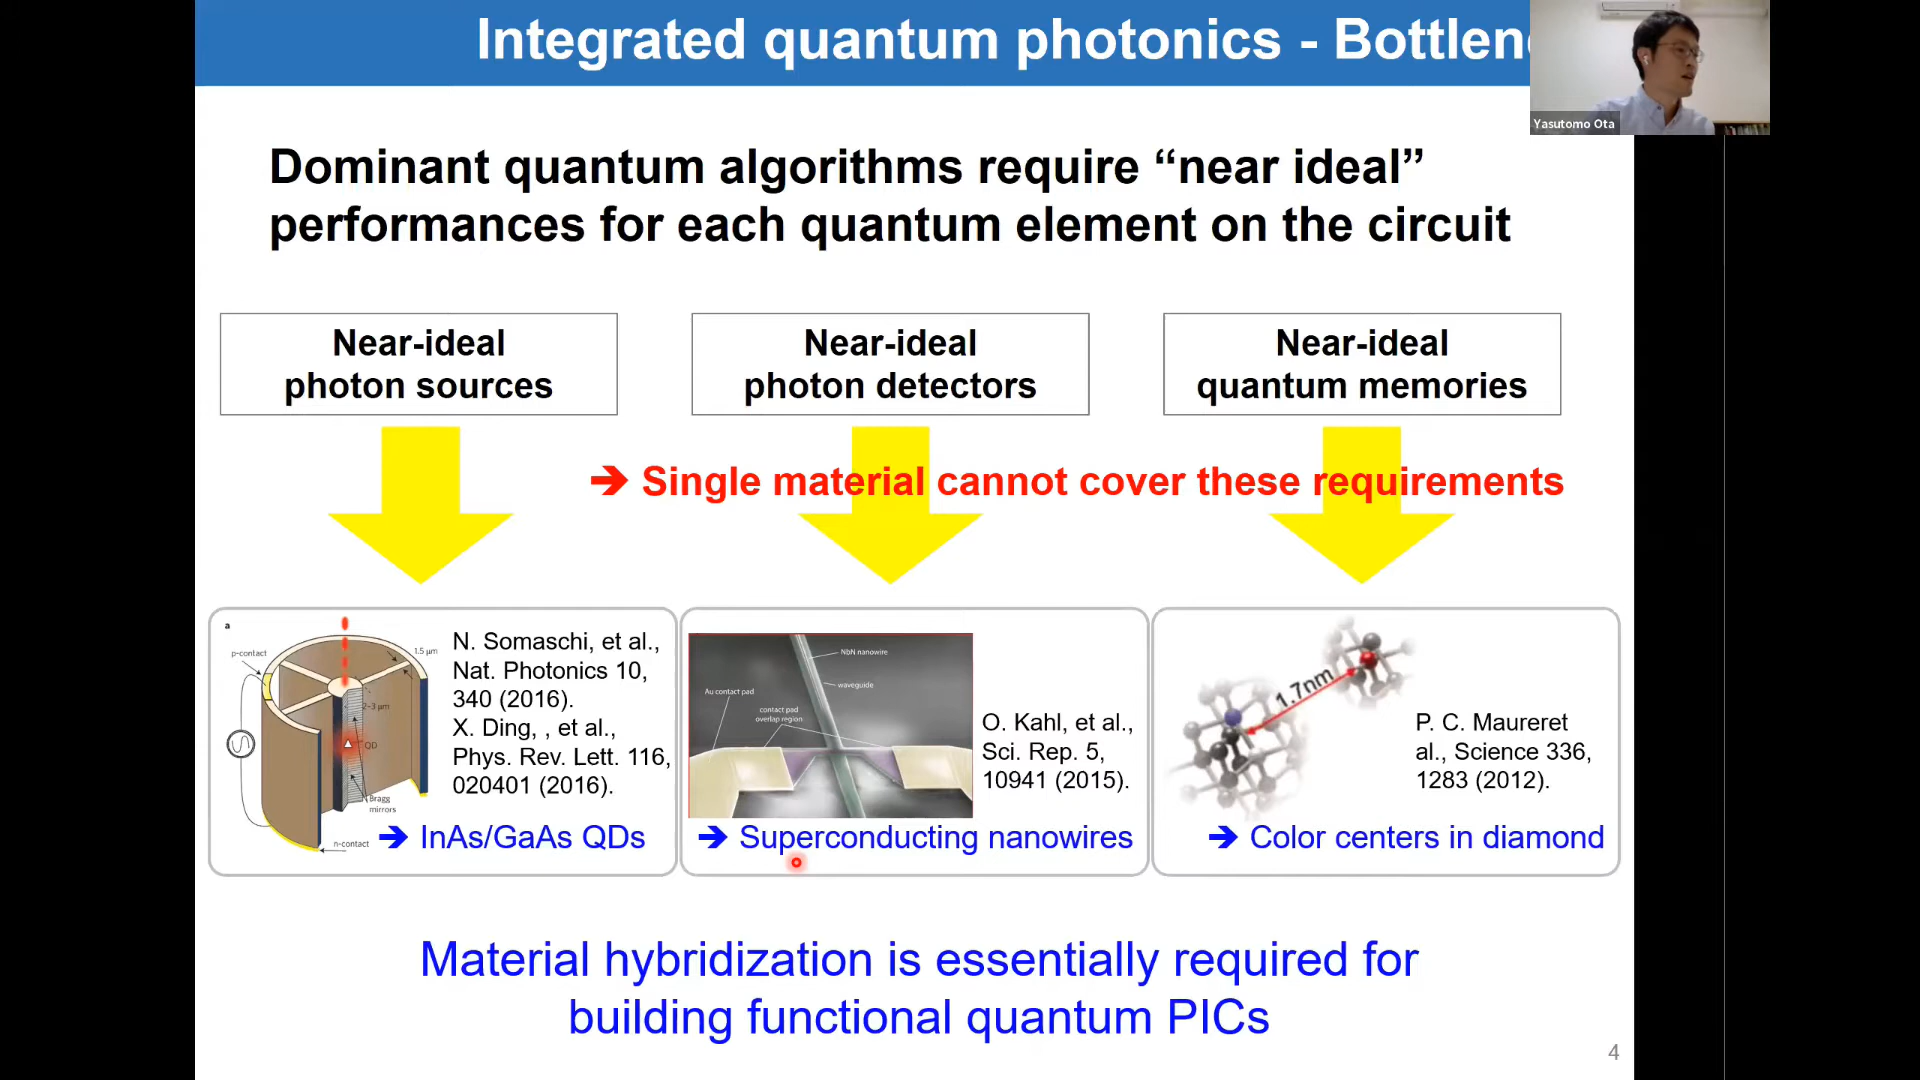 Integrated quantum photonics - Bottlen
Yasutomo Ota
Dominant quantum algorithms require “near ideal”
performances for each quantum element on the circuit
Near-ideal
photon sources
Near-ideal
photon detectors
Near-ideal
quantum memories
➔ Single material cannot cover these requirements
a
p-contact
1.5 μm
2–3 μm
QD
Bragg
mirrors
n-contact
N. Somaschi, et al.,
Nat. Photonics 10,
340 (2016).
X. Ding, , et al.,
Phys. Rev. Lett. 116,
020401 (2016).
➔ InAs/GaAs QDs
NbN nanowire
waveguide
Au contact pad
contact pad
overlap region
O. Kahl, et al.,
Sci. Rep. 5,
10941 (2015).
➔ Superconducting nanowires
1.7nm
P. C. Maureret
al., Science 336,
1283 (2012).
➔ Color centers in diamond
Material hybridization is essentially required for
building functional quantum PICs
4